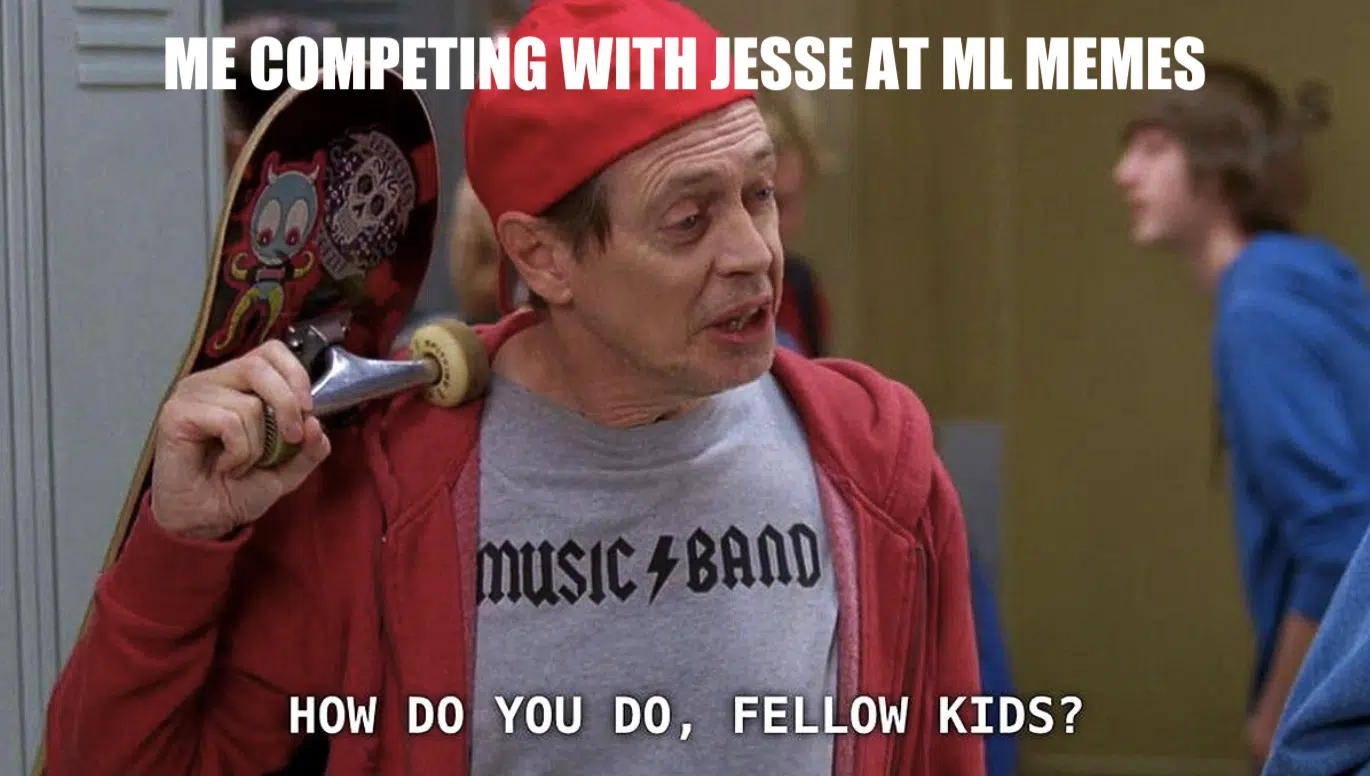 ME COMPETING WITH JESSE AT ML MEMES
MUSIC⚡BAND
HOW DO YOU DO, FELLOW KIDS?